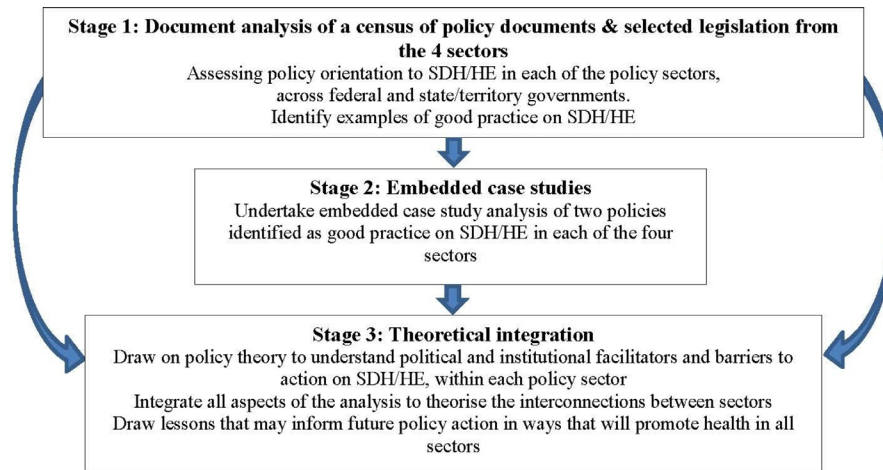 Stage 1: Document analysis of a census of policy documents & selected legislation from
the 4 sectors
Assessing policy orientation to SDH/HE in each of the policy sectors,
across federal and state/territory governments.
Identify examples of good practice on SDH/HE
Stage 2: Embedded case studies
Undertake embedded case study analysis of two policies
identified as good practice on SDH/HE in each of the four
sectors
Stage 3: Theoretical integration
Draw on policy theory to understand political and institutional facilitators and barriers to
action on SDH/HE, within each policy sector
Integrate all aspects of the analysis to theorise the interconnections between sectors
Draw lessons that may inform future policy action in ways that will promote health in all
sectors